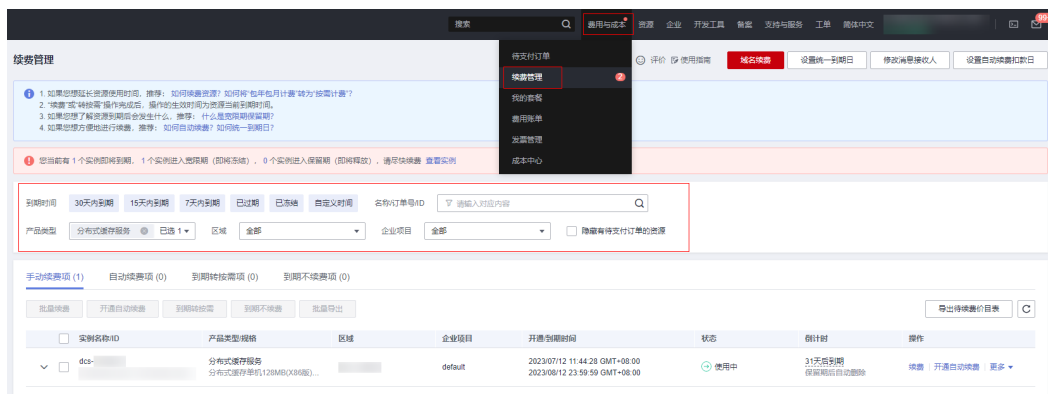 搜索 费用与成本 资源 企业 开发工具 备案 支持与服务 工单 简体中文 99
续费管理
评价 使用指南 域名续费 设置统一到期日 修改消息接收人 设置自动续费扣款日
待支付订单
续费管理 2
我的套餐
费用账单
发票管理
成本中心
1. 如果您想延长资源使用时间，推荐： 如何续费资源？如何将“包年包月计费”转为“按需计费”?
2. “续费”或“转按需”操作完成后，操作的生效时间为资源当前到期时间。
3. 如果您想了解资源到期后会发生什么，推荐： 什么是宽限期保留期?
4. 如果您想方便地进行续费，推荐： 如何自动续费？如何统一到期日?
您当前有 1 个实例即将到期， 1 个实例进入宽限期（即将冻结），0 个实例进入保留期（即将释放），请尽快续费 查看实例
到期时间 30天内到期 15天内到期 7天内到期 已过期 已冻结 自定义时间 名称/订单号/ID 请输入对应内容
产品类型 分布式缓存服务 已选 1 区域 全部 企业项目 全部 隐藏有待支付订单的资源
手动续费项 (1) 自动续费项 (0) 到期转按需项 (0) 到期不续费项 (0)
批量续费 开通自动续费 到期转按需 到期不续费 批量导出 导出待续费价目表
实例名称/ID 产品类型/规格 区域 企业项目 开通/到期时间 状态 倒计时 操作
dcs- 分布式缓存服务 default 2023/07/12 11:44:28 GMT+08:00 使用中 31天后到期 续费 开通自动续费 更多
分布式缓存单机128MB(X86版)... 2023/08/12 23:59:59 GMT+08:00 保留期后自动删除